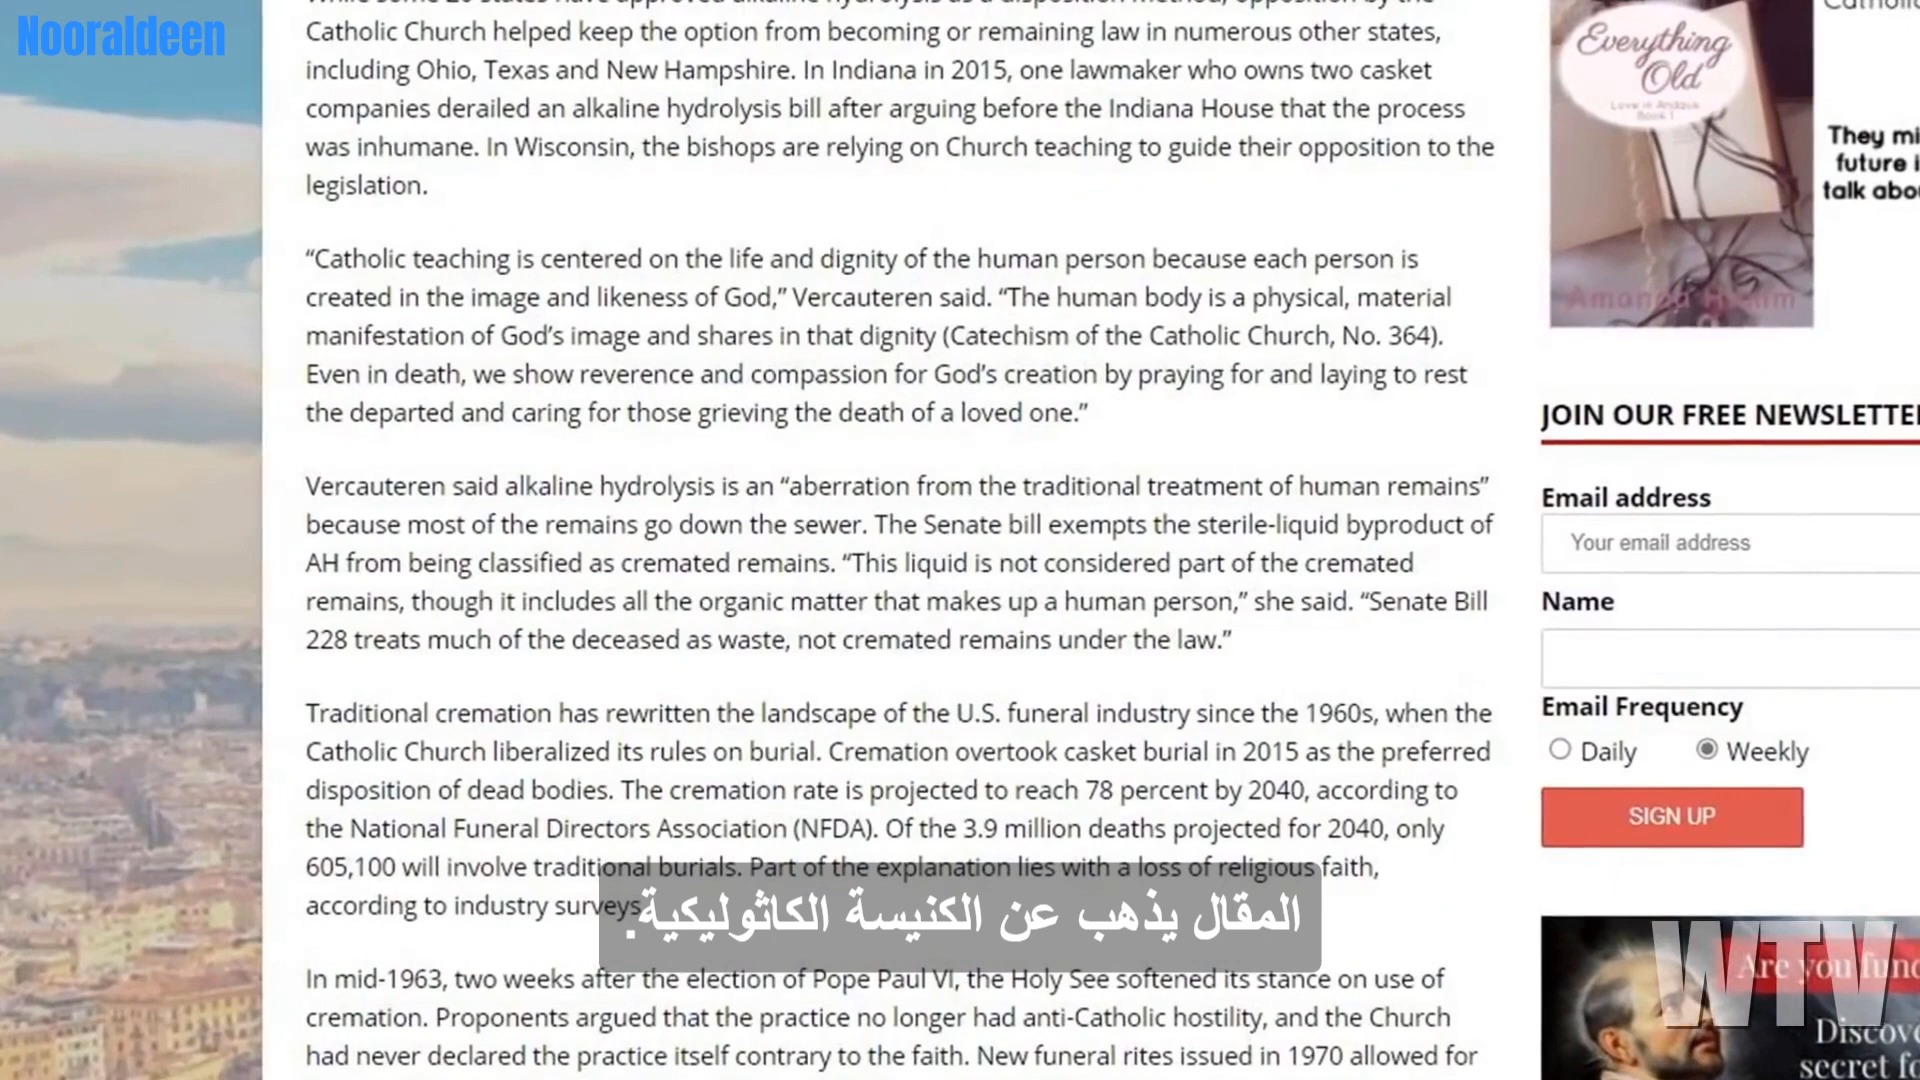 Nooraldeen
Catholic Church helped keep the option from becoming or remaining law in numerous other states,
including Ohio, Texas and New Hampshire. In Indiana in 2015, one lawmaker who owns two casket
companies derailed an alkaline hydrolysis bill after arguing before the Indiana House that the process
was inhumane. In Wisconsin, the bishops are relying on Church teaching to guide their opposition to the
legislation.
“Catholic teaching is centered on the life and dignity of the human person because each person is
created in the image and likeness of God,” Vercauteren said. “The human body is a physical, material
manifestation of God’s image and shares in that dignity (Catechism of the Catholic Church, No. 364).
Even in death, we show reverence and compassion for God’s creation by praying for and laying to rest
the departed and caring for those grieving the death of a loved one.”
Vercauteren said alkaline hydrolysis is an “aberration from the traditional treatment of human remains”
because most of the remains go down the sewer. The Senate bill exempts the sterile-liquid byproduct of
AH from being classified as cremated remains. “This liquid is not considered part of the cremated
remains, though it includes all the organic matter that makes up a human person,” she said. “Senate Bill
228 treats much of the deceased as waste, not cremated remains under the law.”
Traditional cremation has rewritten the landscape of the U.S. funeral industry since the 1960s, when the
Catholic Church liberalized its rules on burial. Cremation overtook casket burial in 2015 as the preferred
disposition of dead bodies. The cremation rate is projected to reach 78 percent by 2040, according to
the National Funeral Directors Association (NFDA). Of the 3.9 million deaths projected for 2040, only
605,100 will involve traditional burials. Part of the explanation lies with a loss of religious faith,
according to industry surveys
المقال يذهب عن الكنيسة الكاثوليكية.
In mid-1963, two weeks after the election of Pope Paul VI, the Holy See softened its stance on use of
cremation. Proponents argued that the practice no longer had anti-Catholic hostility, and the Church
had never declared the practice itself contrary to the faith. New funeral rites issued in 1970 allowed for
Everything
Old
Love in Andauk
Book 1
They mi
future i
talk abou
JOIN OUR FREE NEWSLETTE
Email address
Your email address
Name
Email Frequency
Daily Weekly
SIGN UP
Are you fund
WTV
Discove
secret fo